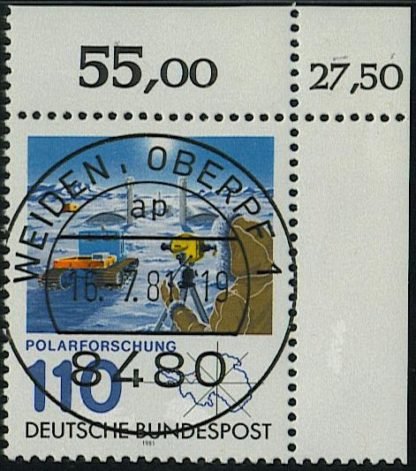 55,00
27,50
WEIDEN, OBERPF 1
ap
16.7.81 19
8480
POLARFORSCHUNG
110
DEUTSCHE BUNDESPOST
1981